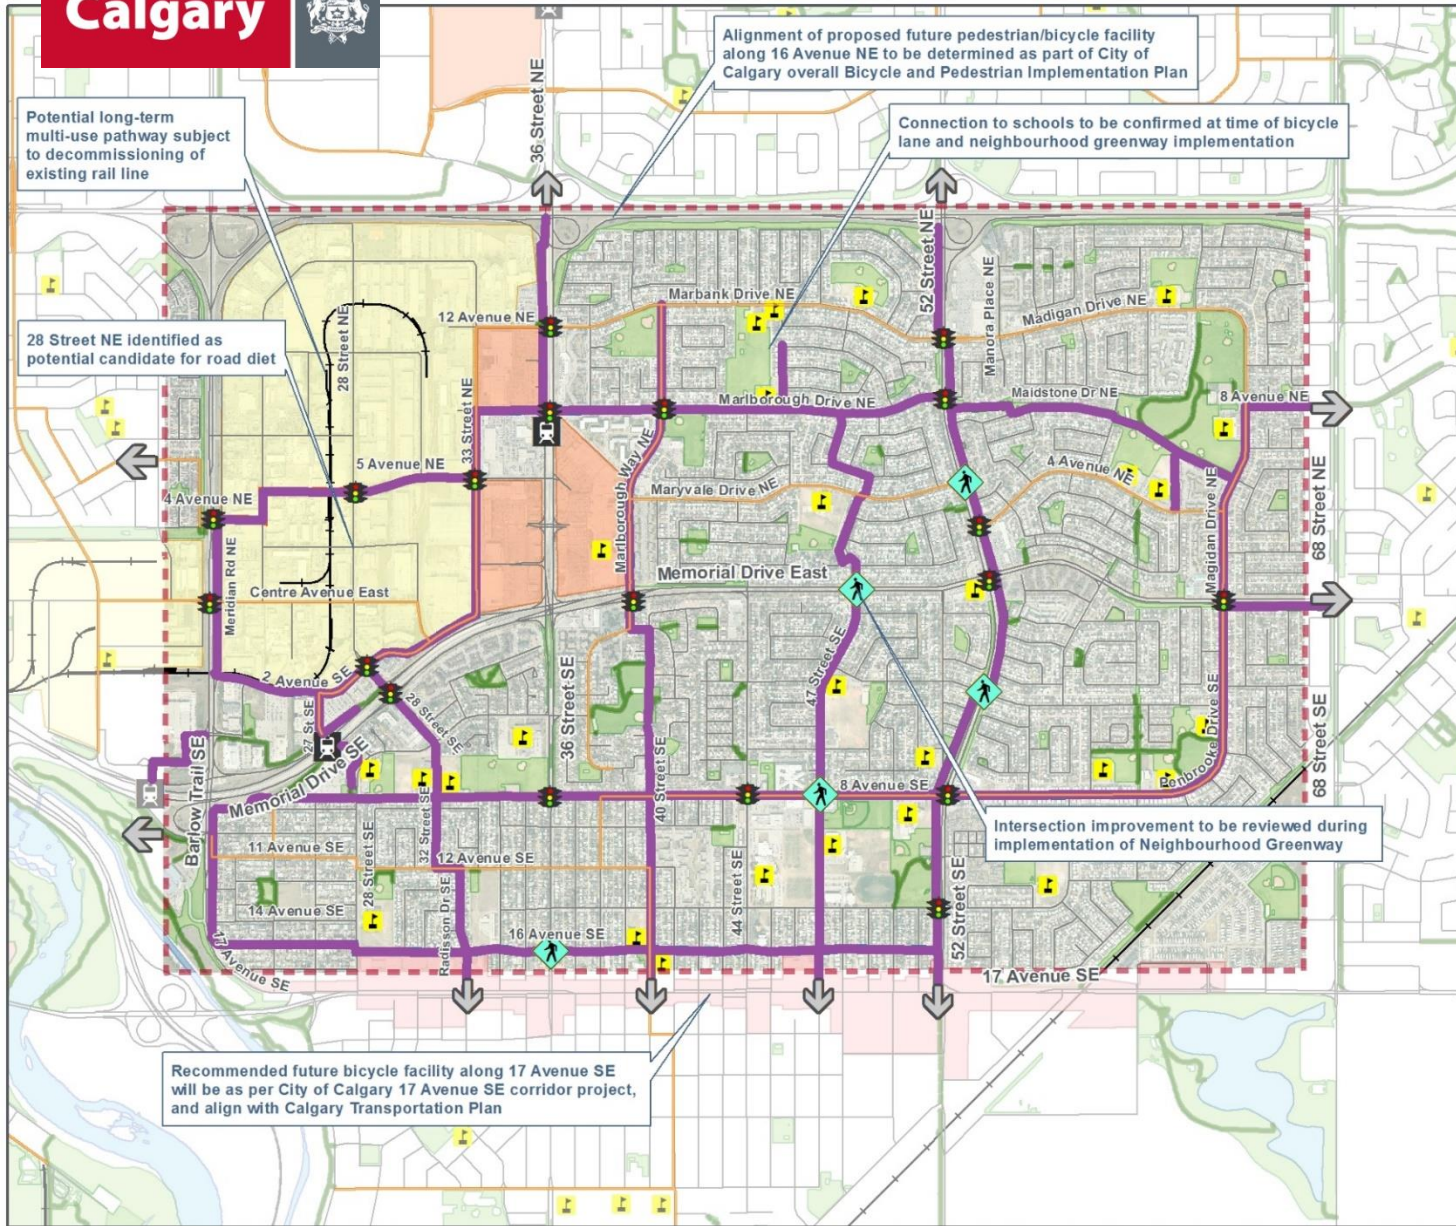 Calgary
Alignment of proposed future pedestrian/bicycle facility
along 16 Avenue NE to be determined as part of City of
Calgary overall Bicycle and Pedestrian Implementation Plan
Potential long-term
multi-use pathway subject
to decommissioning of
existing rail line
Connection to schools to be confirmed at time of bicycle
lane and neighbourhood greenway implementation
36 Street NE
52 Street NE
Manora Place NE
Marbank Drive NE
Madigan Drive NE
12 Avenue NE
28 Street NE identified as
potential candidate for road diet
28 Street NE
33 Street NE
Marlborough Drive NE
Maidstone Dr NE
8 Avenue NE
5 Avenue NE
4 Avenue NE
Marlborough Way NE
Maryvale Drive NE
4 Avenue NE
Magidan Drive NE
68 Street NE
Meridian Rd NE
Centre Avenue East
Memorial Drive East
2 Avenue SE
27 St SE
28 Street SE
36 Street SE
47 Street SE
40 Street SE
Penbrooke Drive SE
68 Street SE
Barlow Trail SE
Memorial Drive SE
8 Avenue SE
32 Street SE
11 Avenue SE
28 Street SE
12 Avenue SE
Intersection improvement to be reviewed during
implementation of Neighbourhood Greenway
14 Avenue SE
Radisson Dr SE
44 Street SE
52 Street SE
16 Avenue SE
17 Avenue SE
17 Avenue SE
Recommended future bicycle facility along 17 Avenue SE
will be as per City of Calgary 17 Avenue SE corridor project,
and align with Calgary Transportation Plan